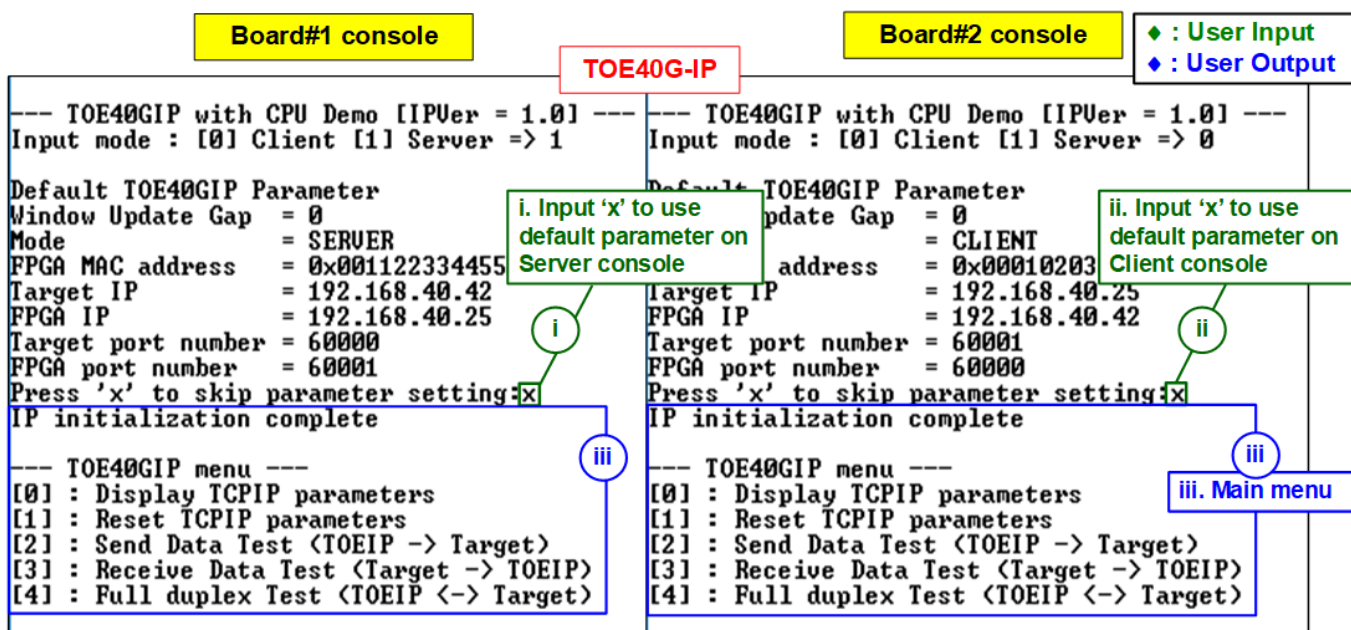 Board#1 console
Board#2 console
♦ : User Input
♦ : User Output
TOE40G-IP
--- TOE40GIP with CPU Demo [IPVer = 1.0] ---
Input mode : [0] Client [1] Server => 1
Default TOE40GIP Parameter
Window Update Gap = 0
Mode = SERVER
FPGA MAC address = 0x001122334455
Target IP = 192.168.40.42
FPGA IP = 192.168.40.25
Target port number = 60000
FPGA port number = 60001
Press 'x' to skip parameter setting:x
IP initialization complete
--- TOE40GIP menu ---
[0] : Display TCPIP parameters
[1] : Reset TCPIP parameters
[2] : Send Data Test (TOEIP -> Target)
[3] : Receive Data Test (Target -> TOEIP)
[4] : Full duplex Test (TOEIP <-> Target)
i. Input ‘x’ to use
default parameter on
Server console
i
iii
--- TOE40GIP with CPU Demo [IPVer = 1.0] ---
Input mode : [0] Client [1] Server => 0
TOE40GIP Parameter
Gap = 0
= CLIENT
address = 0x00010203
Target IP = 192.168.40.25
FPGA IP = 192.168.40.42
Target port number = 60001
FPGA port number = 60000
Press 'x' to skip parameter setting:x
IP initialization complete
--- TOE40GIP menu ---
[0] : Display TCPIP parameters
[1] : Reset TCPIP parameters
[2] : Send Data Test (TOEIP -> Target)
[3] : Receive Data Test (Target -> TOEIP)
[4] : Full duplex Test (TOEIP <-> Target)
ii. Input ‘x’ to use
default parameter on
Client console
ii
iii
iii. Main menu